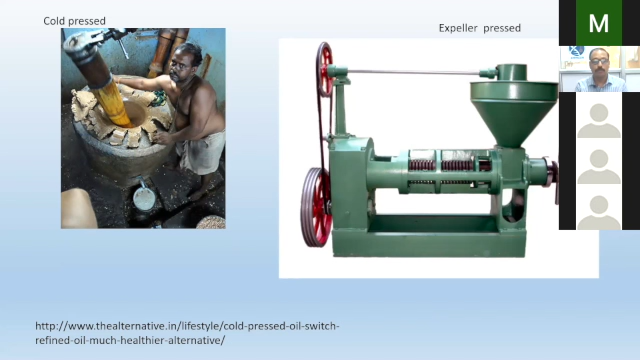 Cold pressed
Expeller pressed
M
http://www.thealternative.in/lifestyle/cold-pressed-oil-switch-
refined-oil-much-healthier-alternative/